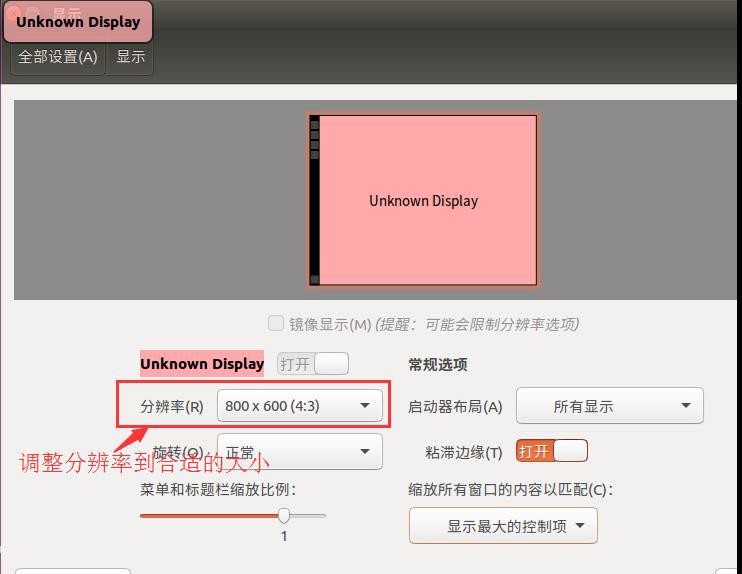 Unknown Display
显示
全部设置(A)
显示
Unknown Display
镜像显示(M) (提醒：可能会限制分辨率选项)
Unknown Display 打开
常规选项
分辨率(R) 800 x 600 (4:3)
启动器布局(A) 所有显示
旋转(O) 正常
粘滞边缘(T) 打开
调整分辨率到合适的大小
菜单和标题栏缩放比例：
缩放所有窗口的内容以匹配(C)：
1
显示最大的控制项